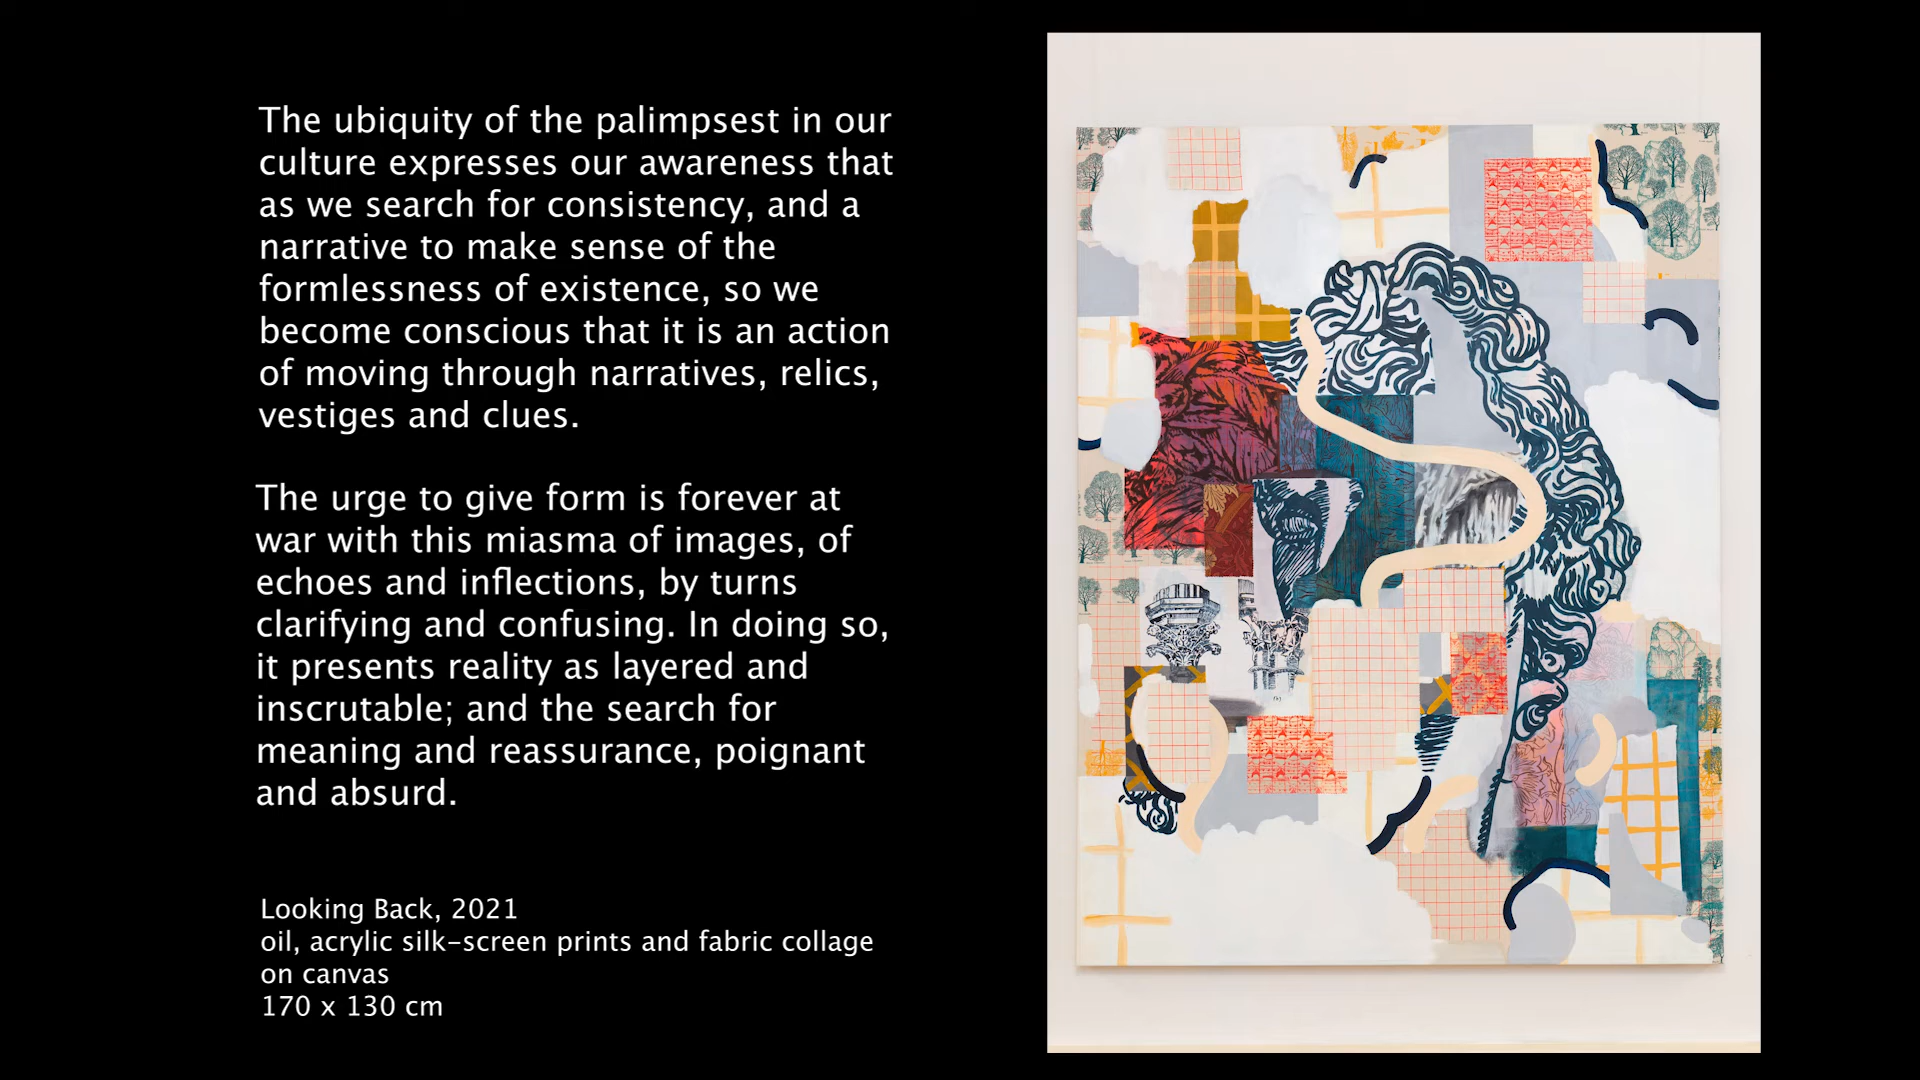 The ubiquity of the palimpsest in our
culture expresses our awareness that
as we search for consistency, and a
narrative to make sense of the
formlessness of existence, so we
become conscious that it is an action
of moving through narratives, relics,
vestiges and clues.
The urge to give form is forever at
war with this miasma of images, of
echoes and inflections, by turns
clarifying and confusing. In doing so,
it presents reality as layered and
inscrutable; and the search for
meaning and reassurance, poignant
and absurd.
Looking Back, 2021
oil, acrylic silk-screen prints and fabric collage
on canvas
170 x 130 cm